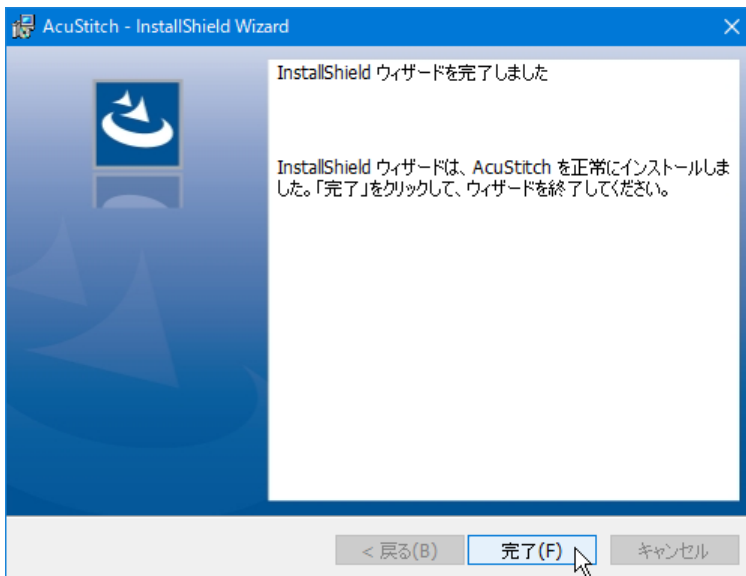 AcuStitch - InstallShield Wizard
InstallShield ウィザードを完了しました
InstallShield ウィザードは、AcuStitch を正常にインストールしま
した。「完了」をクリックして、ウィザードを終了してください。
< 戻る(B) 完了(F) キャンセル